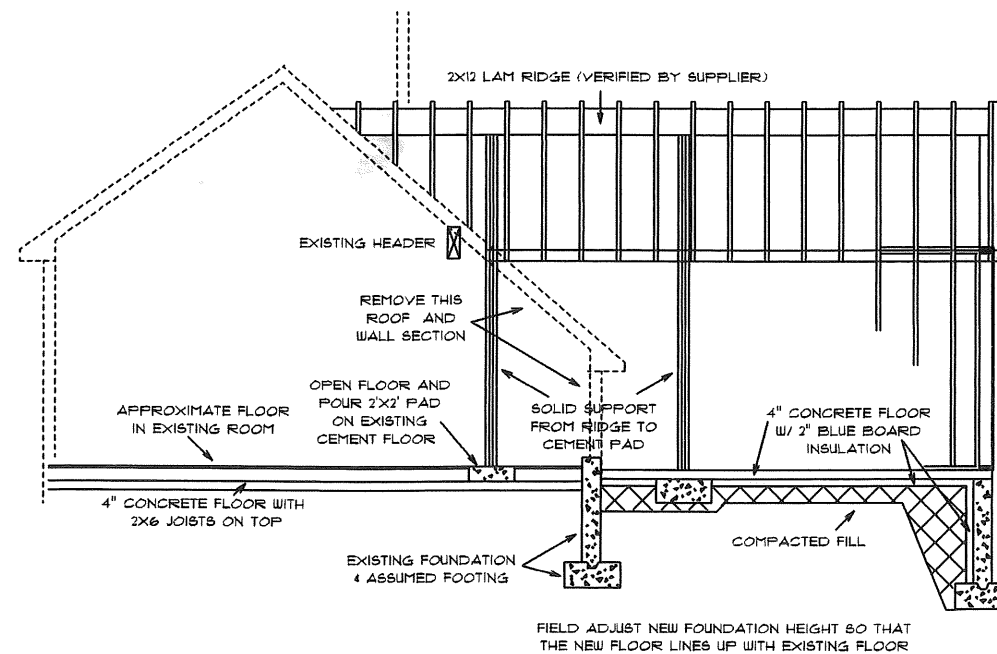 2X12 LAM RIDGE (VERIFIED BY SUPPLIER)
EXISTING HEADER
REMOVE THIS
ROOF AND
WALL SECTION
OPEN FLOOR AND
POUR 2'X2' PAD
ON EXISTING
CEMENT FLOOR
APPROXIMATE FLOOR
IN EXISTING ROOM
SOLID SUPPORT
FROM RIDGE TO
CEMENT PAD
4" CONCRETE FLOOR
W/ 2" BLUE BOARD
INSULATION
4" CONCRETE FLOOR WITH
2X6 JOISTS ON TOP
EXISTING FOUNDATION
& ASSUMED FOOTING
COMPACTED FILL
FIELD ADJUST NEW FOUNDATION HEIGHT SO THAT
THE NEW FLOOR LINES UP WITH EXISTING FLOOR